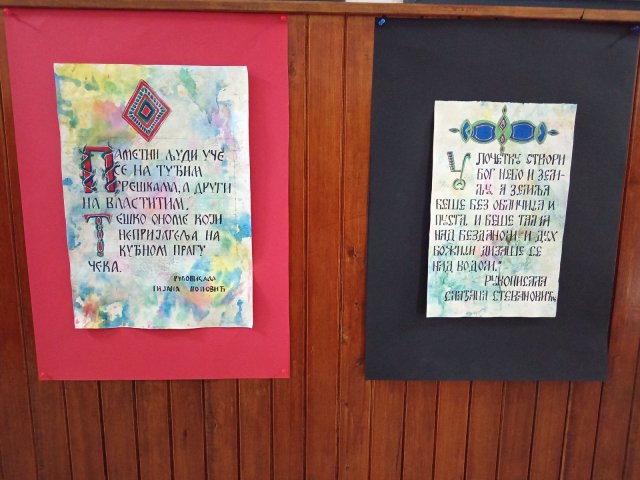 ПАМЕТНИ ЉУДИ УЧЕ
СЕ НА ТУЂИМ
ГРЕШКАМА, А ДРУГИ
НА ВЛАСТИТИМ.
ТЕШКО ОНОМЕ КОЈИ
НЕПРИЈАТЕЉА НА
КУЋНОМ ПРАГУ
ЧЕКА.
РУКОПИСАЛА
ПОПОВИЋ
У ПОЧЕТКУ СТВОРИ
БОГ НЕБО И ЗЕМ-
ЉУ. А ЗЕМЉА
БЕШЕ БЕЗ ОБЛИЧЈА И
ПУСТА, И БЕШЕ ТАМА
НАД БЕЗДАНОМ, И ДУХ
БОЖИЈИ ДИЗАШЕ СЕ
НАД ВОДОМ."
РУКОПИСАЛА
СЛАЂАНА СТЕВАНОВИЋ